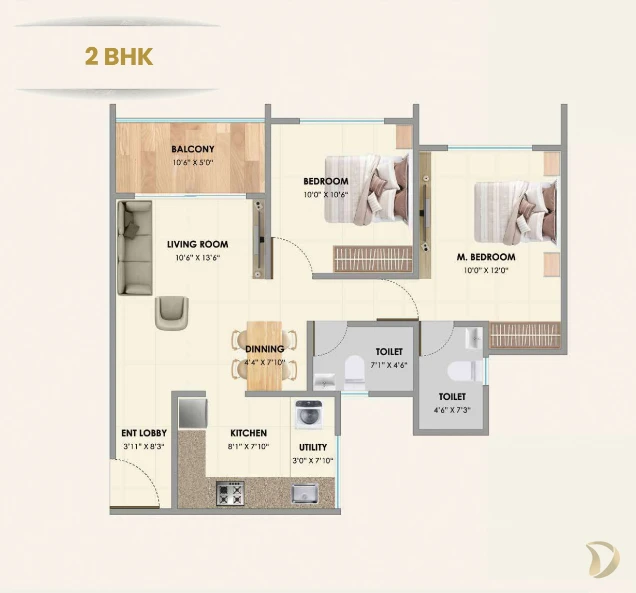 2 BHK
BALCONY
10'6" X 5'0"
BEDROOM
10'0" X 10'6"
LIVING ROOM
10'6" X 13'6"
M. BEDROOM
10'0" X 12'0"
DINNING
4'4" X 7'10"
TOILET
7'1" X 4'6"
TOILET
4'6" X 7'3"
ENT LOBBY
3'11" X 8'3"
KITCHEN
8'1" X 7'10"
UTILITY
3'0" X 7'10"